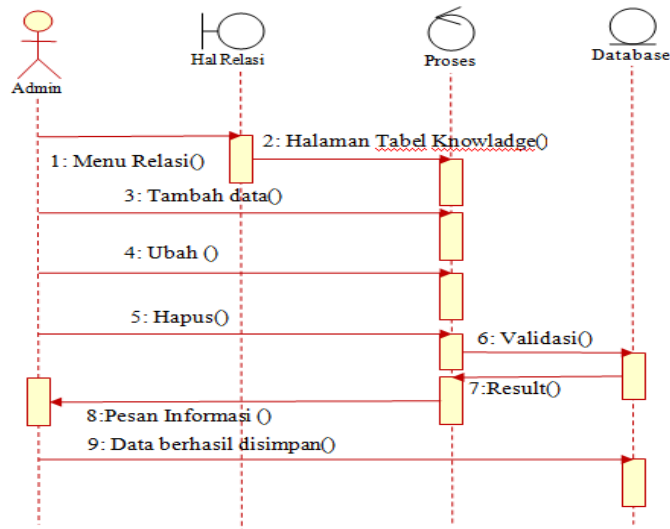 Admin
Hal Relasi
Proses
Database
1: Menu Relasi()
2: Halaman Tabel Knowladge()
3: Tambah data()
4: Ubah ()
5: Hapus()
6: Validasi()
7:Result()
8:Pesan Informasi ()
9: Data berhasil disimpan()